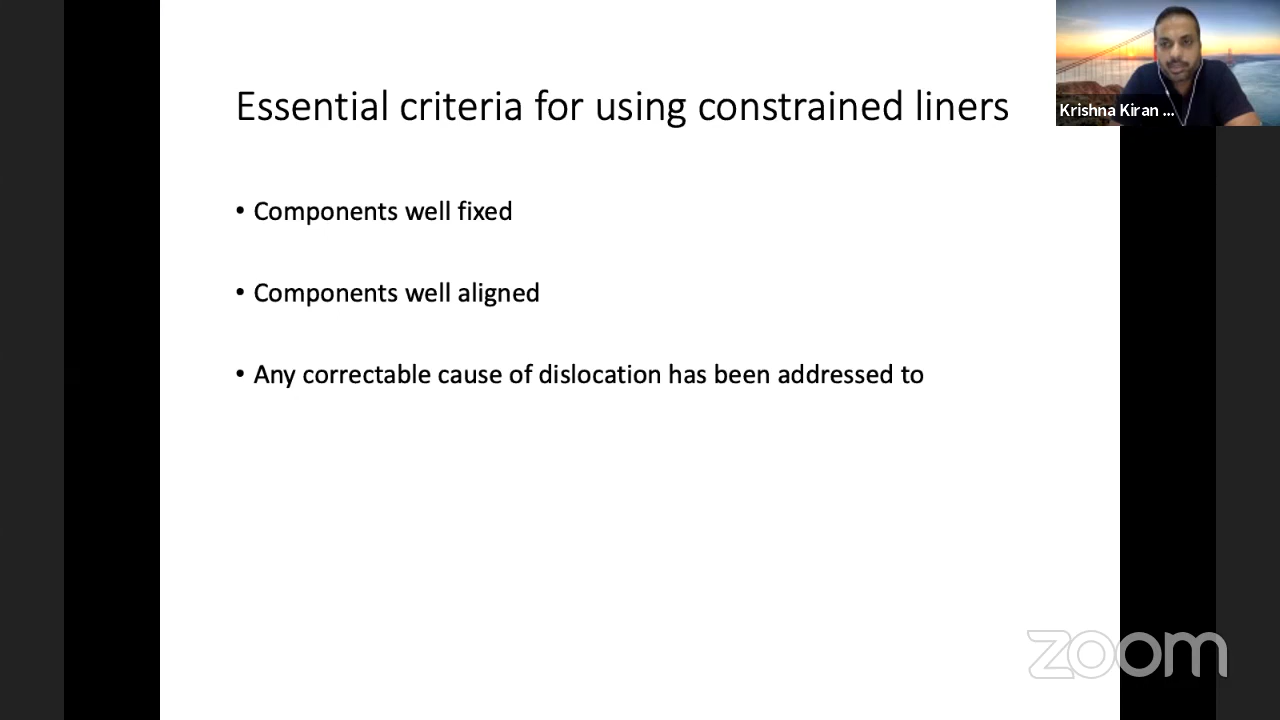 Essential criteria for using constrained liners
Krishna Kiran ...
• Components well fixed
• Components well aligned
• Any correctable cause of dislocation has been addressed to
zoom